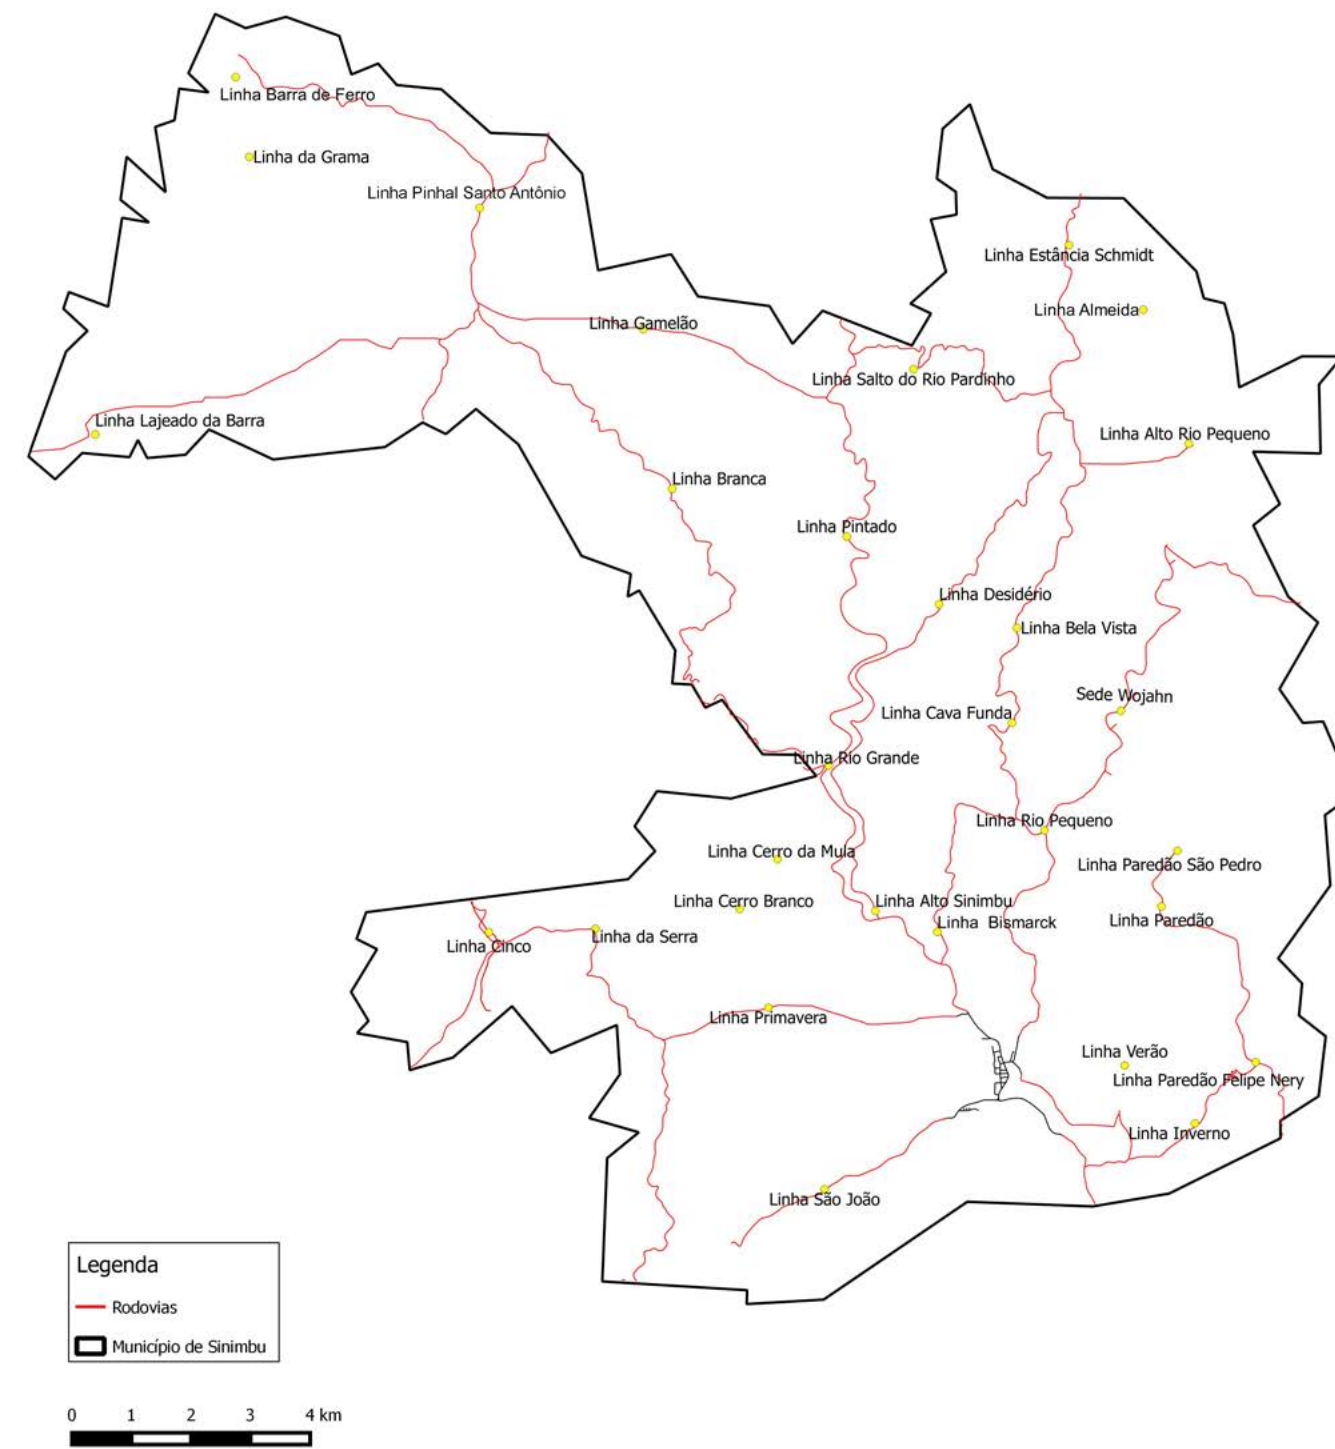 Linha Barra de Ferro
Linha da Grama
Linha Pinhal Santo Antônio
Linha Estância Schmidt
Linha Almeida
Linha Gamelão
Linha Salto do Rio Pardinho
Linha Lajeado da Barra
Linha Alto Rio Pequeno
Linha Branca
Linha Pintado
Linha Desidério
Linha Bela Vista
Sede Wojahn
Linha Cava Funda
Linha Rio Grande
Linha Rio Pequeno
Linha Cerro da Mula
Linha Paredão São Pedro
Linha Cerro Branco
Linha Alto Sinimbu
Linha Bismarck
Linha Paredão
Linha da Serra
Linha Cinco
Linha Primavera
Linha Verão
Linha Paredão Felipe Nery
Linha Inverno
Linha São João
Legenda
Rodovias
Município de Sinimbu
0 1 2 3 4 km